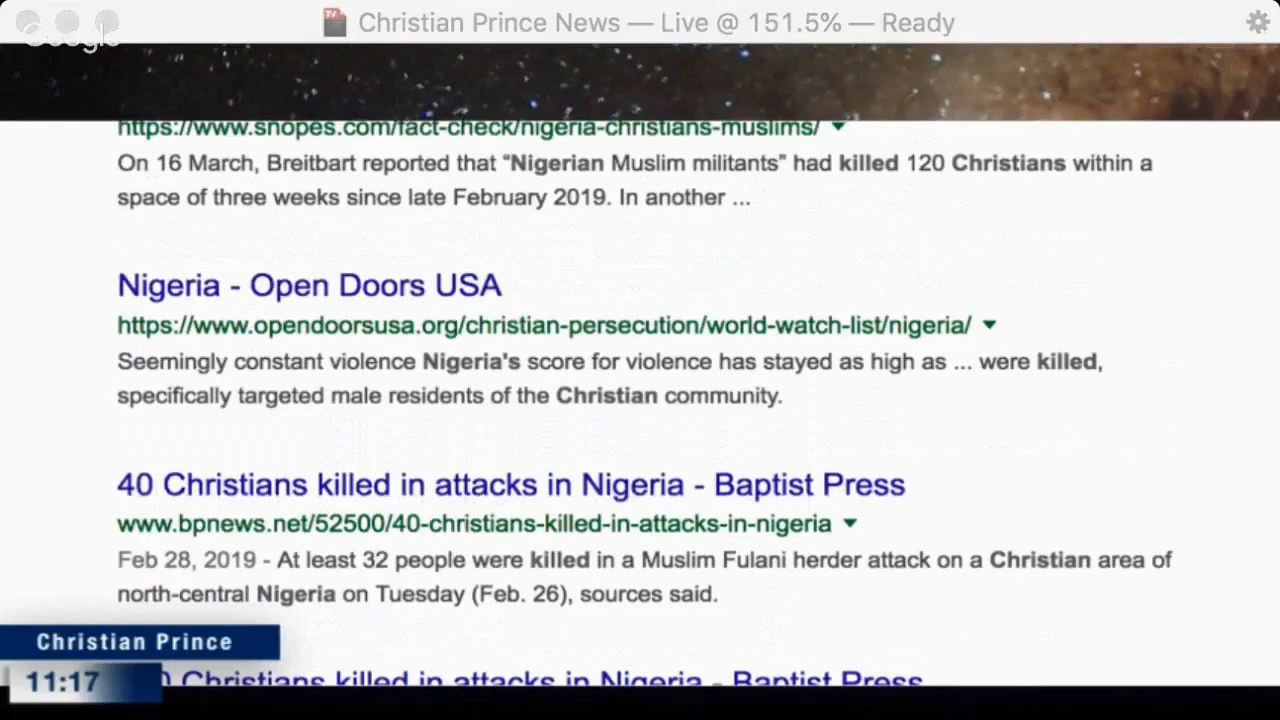 Christian Prince News — Live @ 151.5% — Ready
Google
https://www.snopes.com/fact-check/nigeria-christians-muslims/
On 16 March, Breitbart reported that “Nigerian Muslim militants” had killed 120 Christians within a
space of three weeks since late February 2019. In another ...
Nigeria - Open Doors USA
https://www.opendoorsusa.org/christian-persecution/world-watch-list/nigeria/
Seemingly constant violence Nigeria's score for violence has stayed as high as ... were killed,
specifically targeted male residents of the Christian community.
40 Christians killed in attacks in Nigeria - Baptist Press
www.bpnews.net/52500/40-christians-killed-in-attacks-in-nigeria
Feb 28, 2019 - At least 32 people were killed in a Muslim Fulani herder attack on a Christian area of
north-central Nigeria on Tuesday (Feb. 26), sources said.
Christian Prince
11:17
Christians killed in attacks in Nigeria - Baptist Press